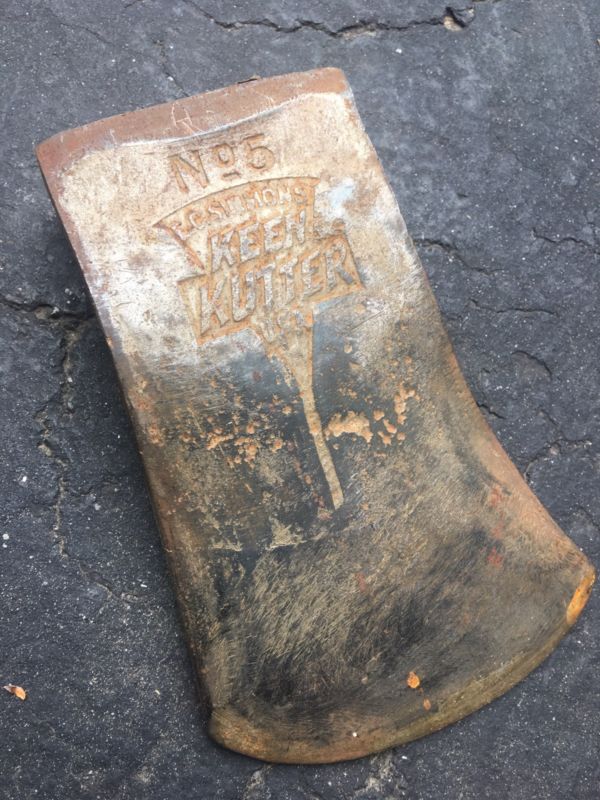 No 5
E.C. SIMMONS
KEEN
KUTTER